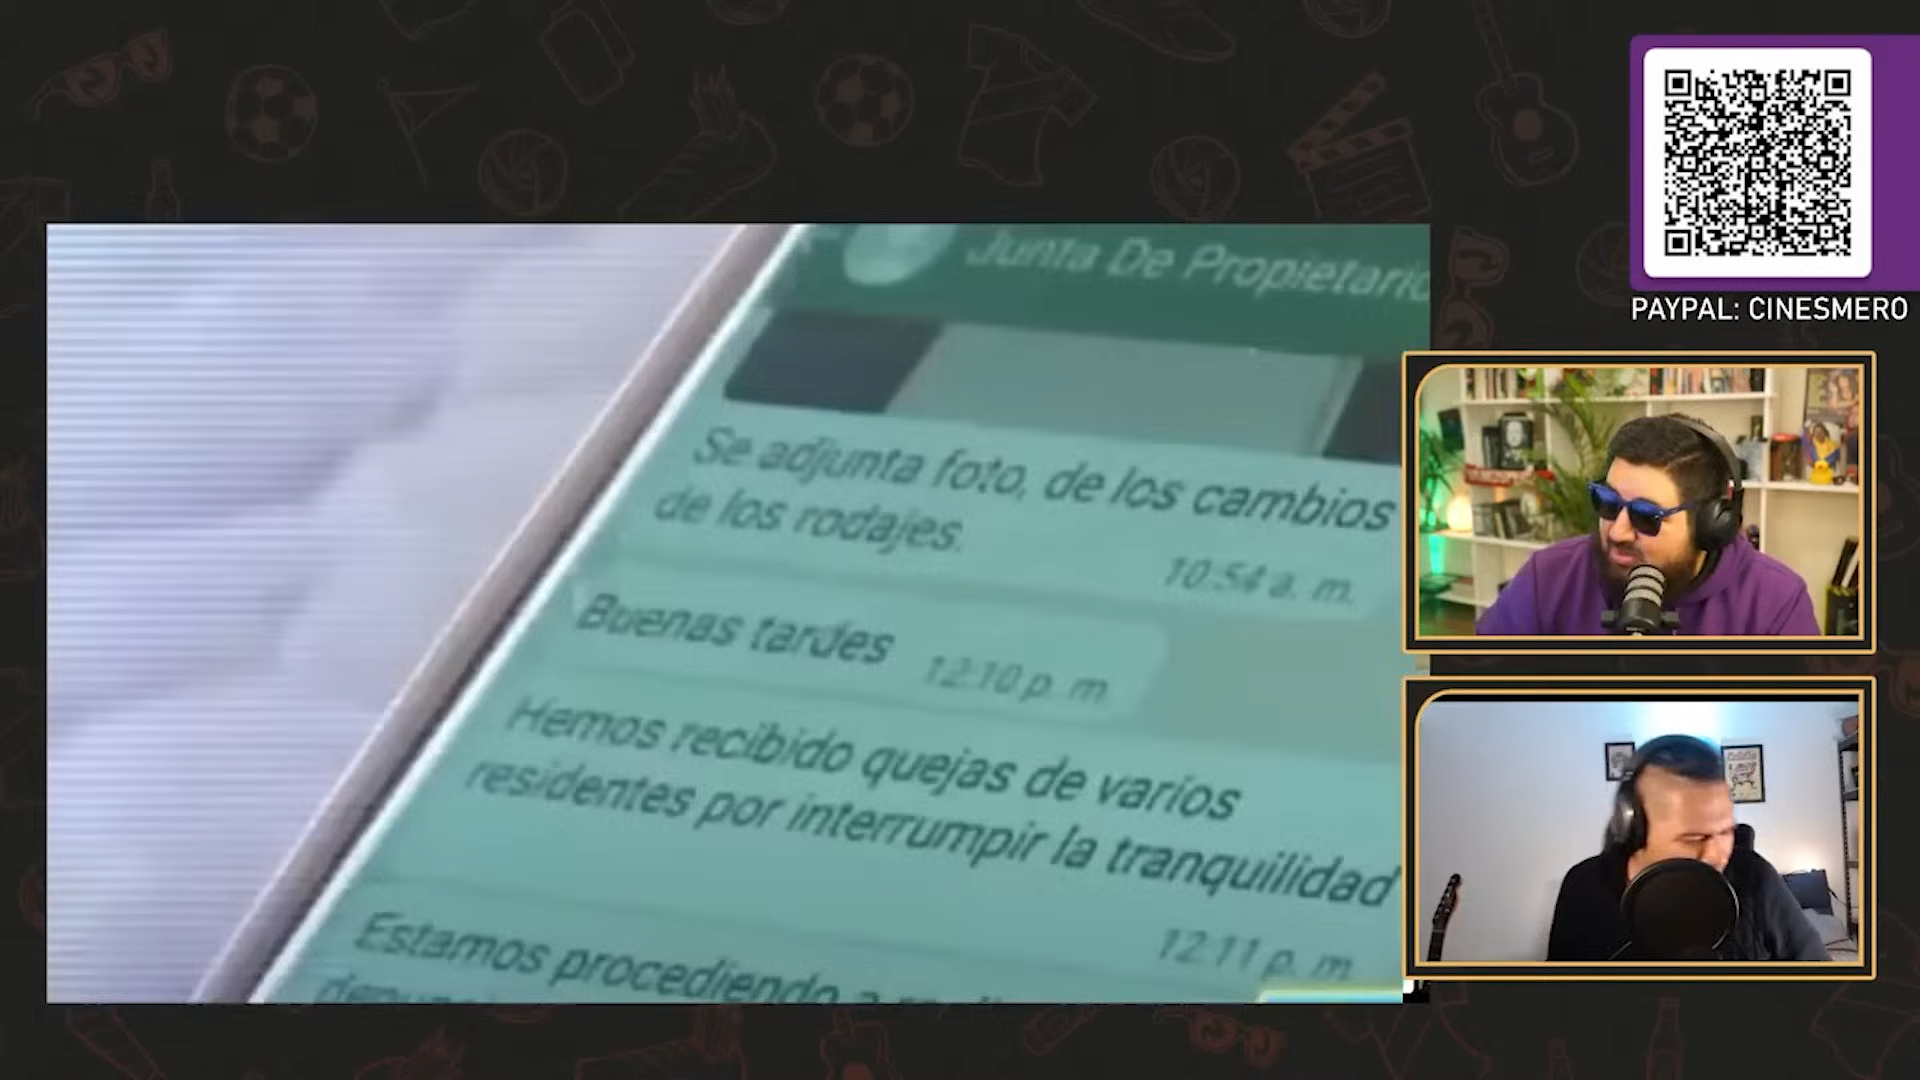 PAYPAL: CINESMERO
Junta De Propietario
Se adjunta foto, de los cambios
de los rodajes.
10:54 a. m.
Buenas tardes
12:10 p. m.
Hemos recibido quejas de varios
residentes por interrumpir la tranquilidad
12:11 p. m.
Estamos procediendo a